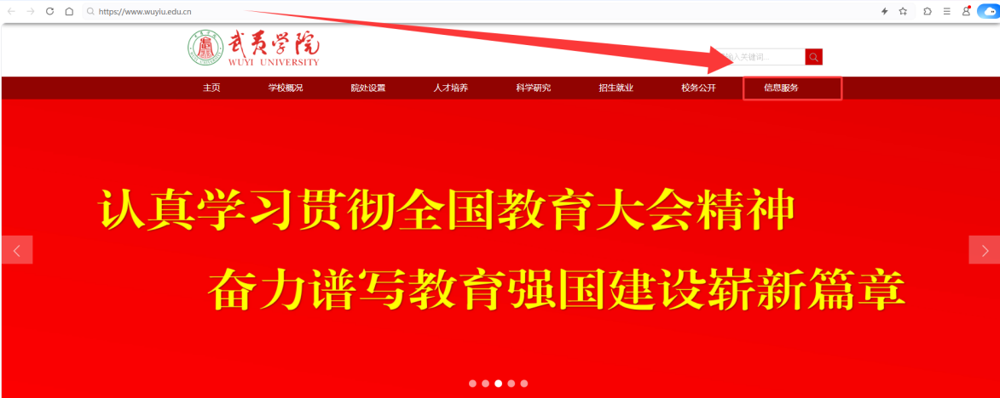 https://www.wuyiu.edu.cn
武夷学院
WUYI UNIVERSITY
输入关键词...
主页 学校概况 院处设置 人才培养 科学研究 招生就业 校务公开 信息服务
认真学习贯彻全国教育大会精神
奋力谱写教育强国建设崭新篇章